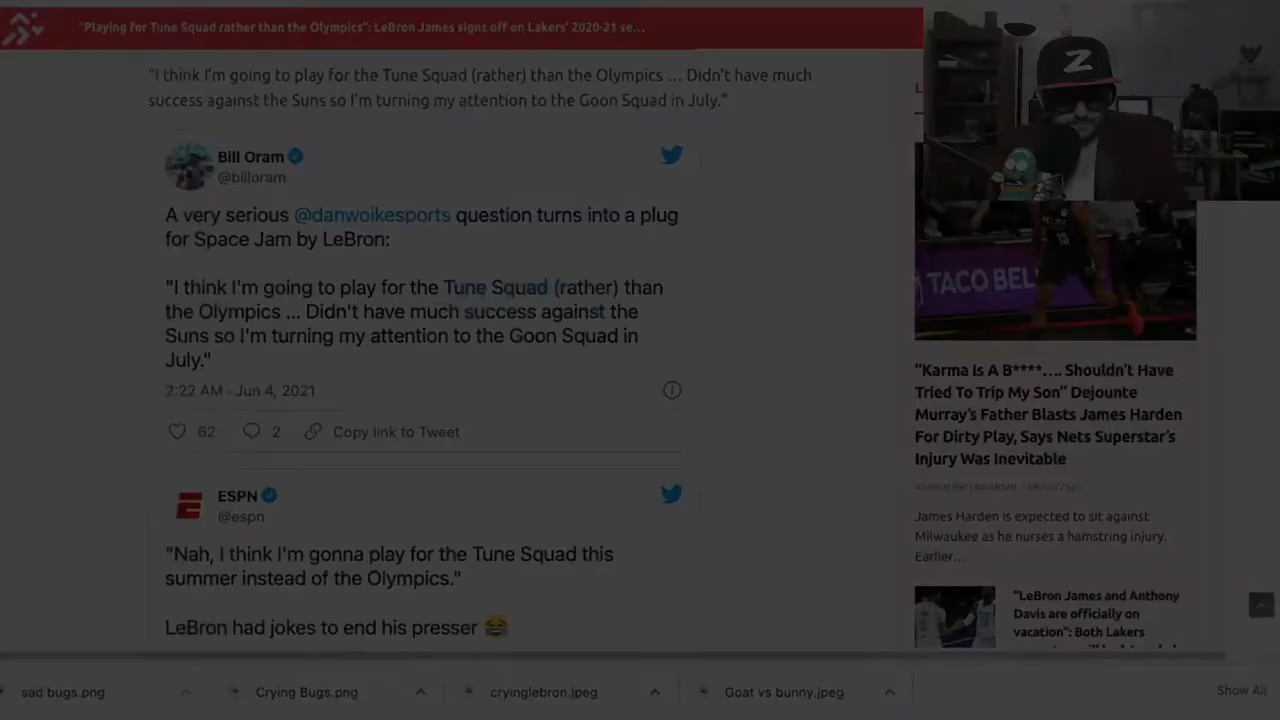 "Playing for Tune Squad rather than the Olympics": LeBron James signs off on Lakers' 2020-21 se...
"I think I'm going to play for the Tune Squad (rather) than the Olympics ... Didn't have much
success against the Suns so I'm turning my attention to the Goon Squad in July."
Bill Oram
@billoram
A very serious @danwoikesports question turns into a plug
for Space Jam by LeBron:
"I think I'm going to play for the Tune Squad (rather) than
the Olympics ... Didn't have much success against the
Suns so I'm turning my attention to the Goon Squad in
July."
2:22 AM · Jun 4, 2021
62
2
Copy link to Tweet
ESPN
@espn
"Nah, I think I'm gonna play for the Tune Squad this
summer instead of the Olympics."
LeBron had jokes to end his presser 😂
L
Z
TACO BEL
"Karma Is A B****.... Shouldn't Have
Tried To Trip My Son" Dejounte
Murray's Father Blasts James Harden
For Dirty Play, Says Nets Superstar's
Injury Was Inevitable
James Harden is expected to sit against
Milwaukee as he nurses a hamstring injury.
Earlier...
"LeBron James and Anthony
Davis are officially on
vacation": Both Lakers
sad bugs.png
Crying Bugs.png
cryinglebron.jpeg
Goat vs bunny.jpeg
Show All